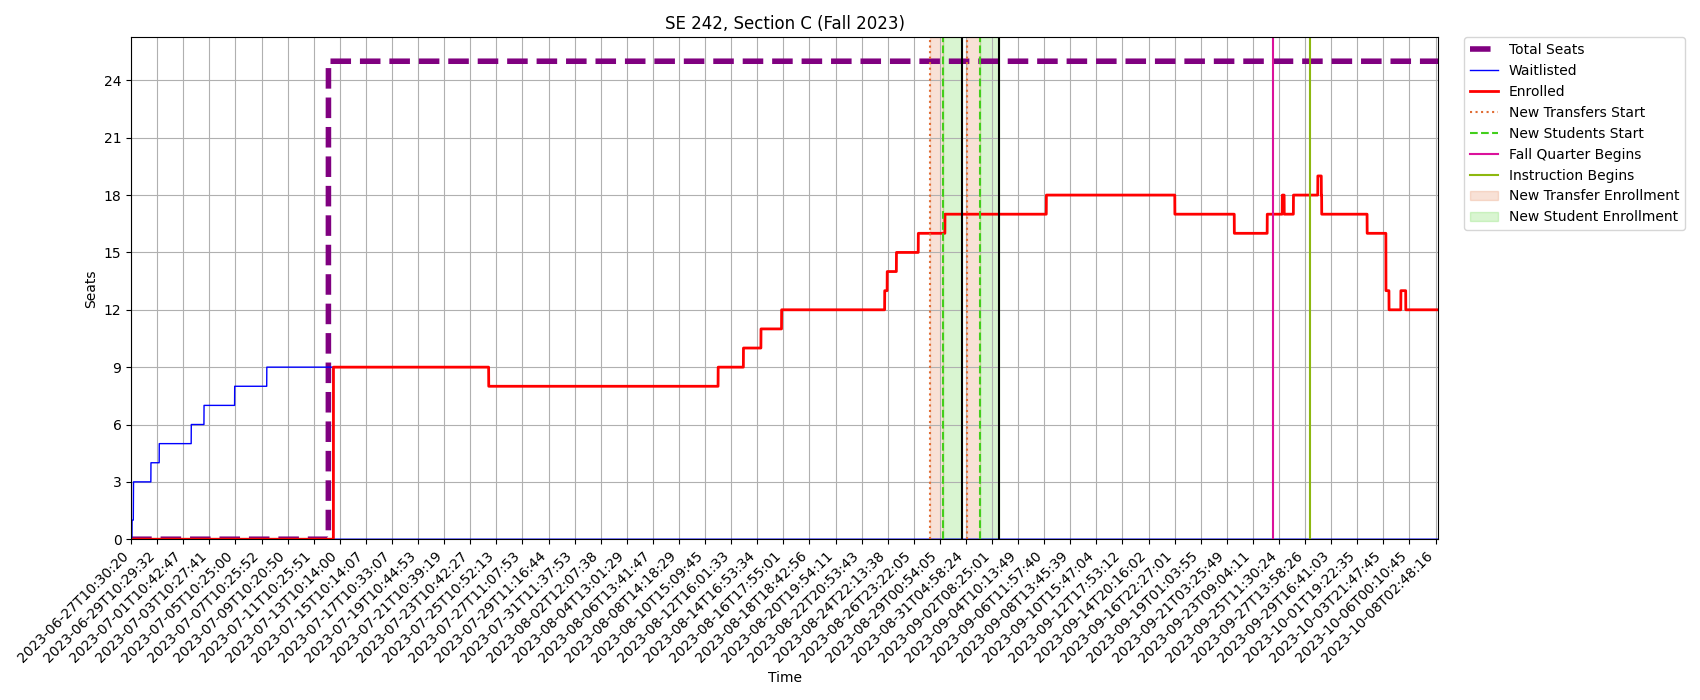 SE 242, Section C (Fall 2023)
Seats
24
21
18
15
12
9
6
3
0
2023-06-27T10:30:20
2023-06-29T10:29:32
2023-07-01T10:42:47
2023-07-03T10:27:41
2023-07-05T10:25:00
2023-07-07T10:25:52
2023-07-09T10:20:50
2023-07-11T10:25:51
2023-07-13T10:14:00
2023-07-15T10:14:07
2023-07-17T10:33:07
2023-07-19T10:44:53
2023-07-21T10:39:19
2023-07-23T10:42:27
2023-07-25T10:52:13
2023-07-27T11:07:53
2023-07-29T11:16:44
2023-07-31T11:37:53
2023-08-02T12:07:38
2023-08-04T13:01:29
2023-08-06T13:41:47
2023-08-08T14:18:29
2023-08-10T15:09:45
2023-08-12T16:01:33
2023-08-14T16:53:34
2023-08-16T17:55:01
2023-08-18T18:42:56
2023-08-20T19:54:11
2023-08-22T20:53:43
2023-08-24T22:13:38
2023-08-26T23:22:05
2023-08-29T00:54:05
2023-08-31T04:58:24
2023-09-02T08:25:01
2023-09-04T10:13:49
2023-09-06T11:57:40
2023-09-08T13:45:39
2023-09-10T15:47:04
2023-09-12T17:53:12
2023-09-14T20:16:02
2023-09-16T22:27:01
2023-09-19T01:03:55
2023-09-21T03:25:49
2023-09-23T09:04:11
2023-09-25T11:30:24
2023-09-27T13:58:26
2023-09-29T16:41:03
2023-10-01T19:22:35
2023-10-03T21:47:45
2023-10-06T00:10:45
2023-10-08T02:48:16
Time
Total Seats
Waitlisted
Enrolled
New Transfers Start
New Students Start
Fall Quarter Begins
Instruction Begins
New Transfer Enrollment
New Student Enrollment